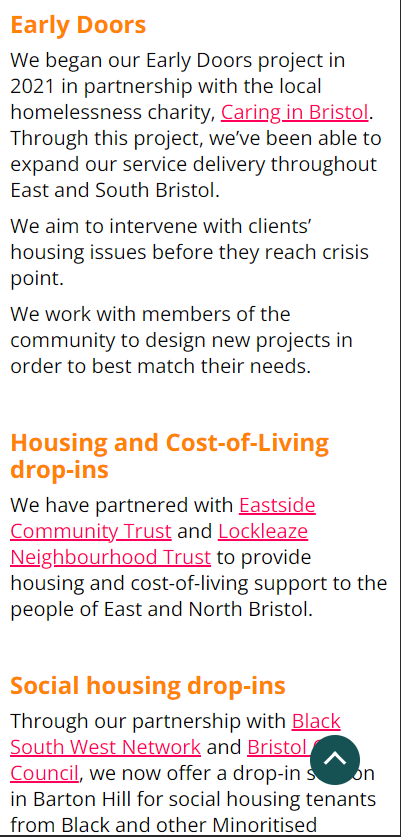 Early Doors
We began our Early Doors project in
2021 in partnership with the local
homelessness charity, Caring in Bristol.
Through this project, we’ve been able to
expand our service delivery throughout
East and South Bristol.
We aim to intervene with clients’
housing issues before they reach crisis
point.
We work with members of the
community to design new projects in
order to best match their needs.
Housing and Cost-of-Living
drop-ins
We have partnered with Eastside
Community Trust and Lockleaze
Neighbourhood Trust to provide
housing and cost-of-living support to the
people of East and North Bristol.
Social housing drop-ins
Through our partnership with Black
South West Network and Bristol
Council, we now offer a drop-in
in Barton Hill for social housing tenants
from Black and other Minoritised